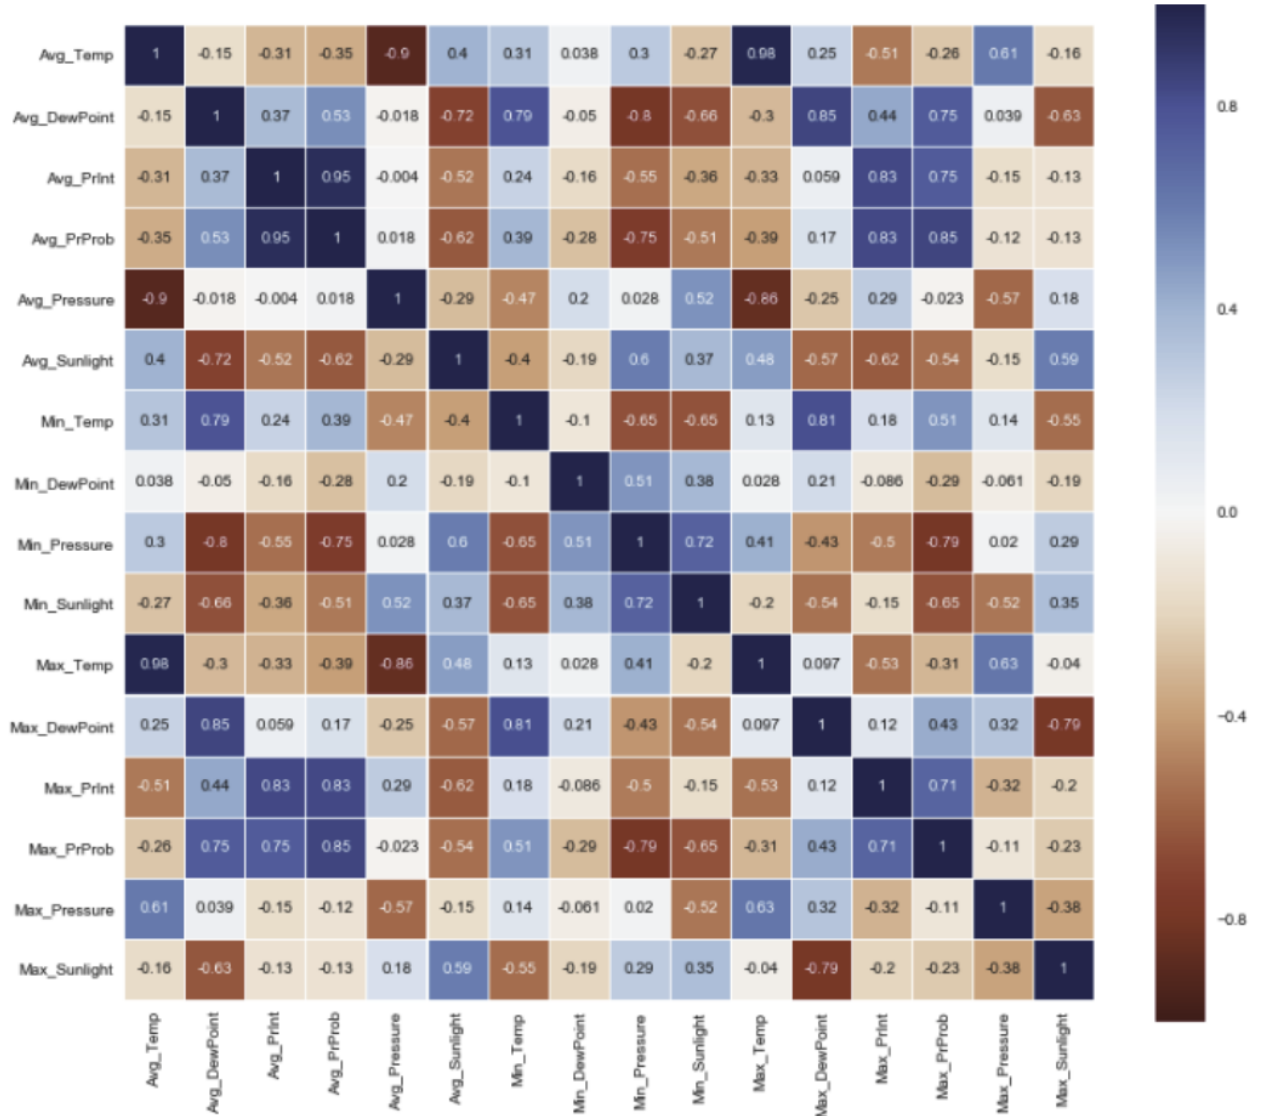 Avg_Temp 1 -0.15 -0.31 -0.35 -0.9 0.4 0.31 0.038 0.3 -0.27 0.98 0.25 -0.51 -0.26 0.61 -0.16
Avg_DewPoint -0.15 1 0.37 0.53 -0.018 -0.72 0.79 -0.05 -0.8 -0.66 -0.3 0.85 0.44 0.75 0.039 -0.63
0.8
Avg_PrInt -0.31 0.37 1 0.95 -0.004 -0.52 0.24 -0.16 -0.55 -0.36 -0.33 0.059 0.83 0.75 -0.15 -0.13
Avg_PrProb -0.35 0.53 0.95 1 0.018 -0.62 0.39 -0.28 -0.75 -0.51 -0.39 0.17 0.83 0.85 -0.12 -0.13
Avg_Pressure -0.9 -0.018 -0.004 0.018 1 -0.29 -0.47 0.2 0.028 0.52 -0.86 -0.25 0.29 -0.023 -0.57 0.18
0.4
Avg_Sunlight 0.4 -0.72 -0.52 -0.62 -0.29 1 -0.4 -0.19 0.6 0.37 0.48 -0.57 -0.62 -0.54 -0.15 0.59
Min_Temp 0.31 0.79 0.24 0.39 -0.47 -0.4 1 -0.1 -0.65 -0.65 0.13 0.81 0.18 0.51 0.14 -0.55
Min_DewPoint 0.038 -0.05 -0.16 -0.28 0.2 -0.19 -0.1 1 0.51 0.38 0.028 0.21 -0.086 -0.29 -0.061 -0.19
0.0
Min_Pressure 0.3 -0.8 -0.55 -0.75 0.028 0.6 -0.65 0.51 1 0.72 0.41 -0.43 -0.5 -0.79 0.02 0.29
Min_Sunlight -0.27 -0.66 -0.36 -0.51 0.52 0.37 -0.65 0.38 0.72 1 -0.2 -0.54 -0.15 -0.65 -0.52 0.35
Max_Temp 0.98 -0.3 -0.33 -0.39 -0.86 0.48 0.13 0.028 0.41 -0.2 1 0.097 -0.53 -0.31 0.63 -0.04
Max_DewPoint 0.25 0.85 0.059 0.17 -0.25 -0.57 0.81 0.21 -0.43 -0.54 0.097 1 0.12 0.43 0.32 -0.79
−0.4
Max_PrInt -0.51 0.44 0.83 0.83 0.29 -0.62 0.18 -0.086 -0.5 -0.15 -0.53 0.12 1 0.71 -0.32 -0.2
Max_PrProb -0.26 0.75 0.75 0.85 -0.023 -0.54 0.51 -0.29 -0.79 -0.65 -0.31 0.43 0.71 1 -0.11 -0.23
Max_Pressure 0.61 0.039 -0.15 -0.12 -0.57 -0.15 0.14 -0.061 0.02 -0.52 0.63 0.32 -0.32 -0.11 1 -0.38
−0.8
Max_Sunlight -0.16 -0.63 -0.13 -0.13 0.18 0.59 -0.55 -0.19 0.29 0.35 -0.04 -0.79 -0.2 -0.23 -0.38 1
Avg_Temp
Avg_DewPoint
Avg_PrInt
Avg_PrProb
Avg_Pressure
Avg_Sunlight
Min_Temp
Min_DewPoint
Min_Pressure
Min_Sunlight
Max_Temp
Max_DewPoint
Max_PrInt
Max_PrProb
Max_Pressure
Max_Sunlight